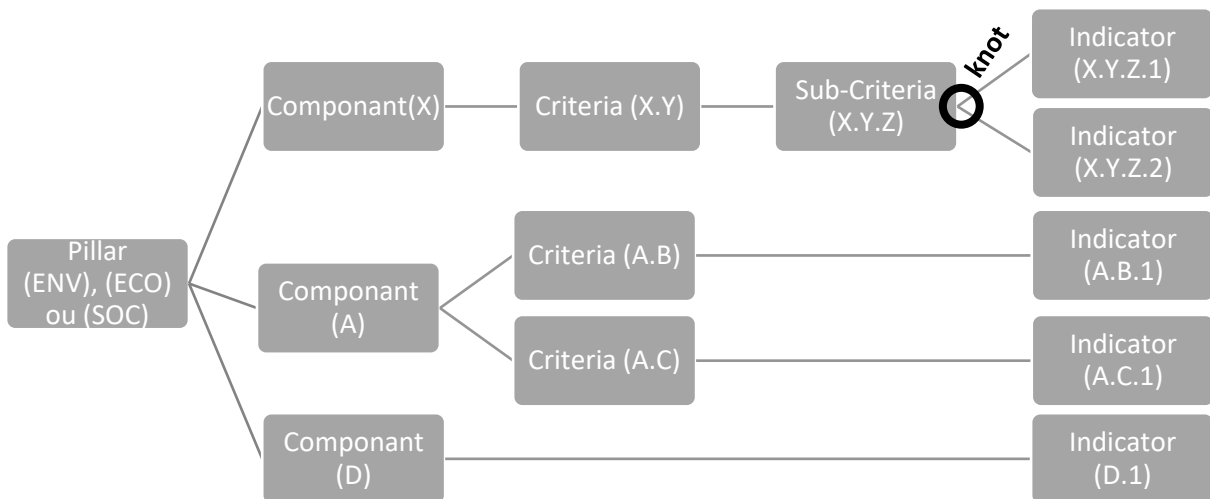 Pillar
(ENV), (ECO)
ou (SOC)
Componant(X)
Criteria (X.Y)
Sub-Criteria
(X.Y.Z)
knot
Indicator
(X.Y.Z.1)
Indicator
(X.Y.Z.2)
Componant
(A)
Criteria (A.B)
Indicator
(A.B.1)
Criteria (A.C)
Indicator
(A.C.1)
Componant
(D)
Indicator
(D.1)